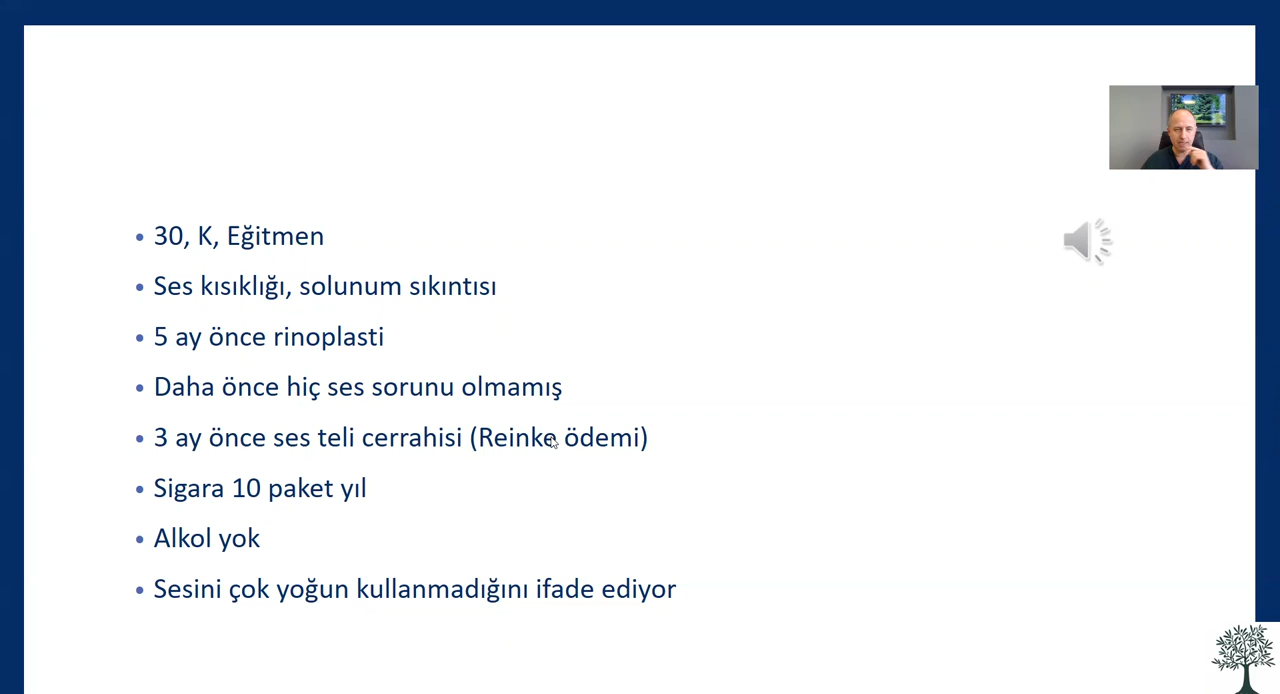 • 30, K, Eğitmen
• Ses kısıklığı, solunum sıkıntısı
• 5 ay önce rinoplasti
• Daha önce hiç ses sorunu olmamış
• 3 ay önce ses teli cerrahisi (Reinke ödemi)
• Sigara 10 paket yıl
• Alkol yok
• Sesini çok yoğun kullanmadığını ifade ediyor